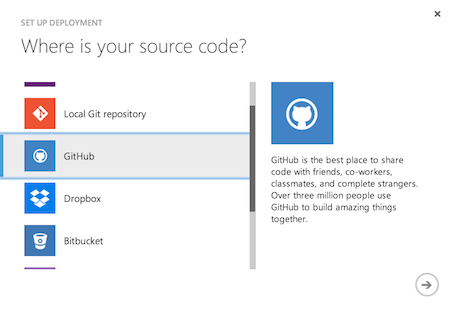 SET UP DEPLOYMENT
Where is your source code?
Local Git repository
GitHub
Dropbox
Bitbucket
GitHub is the best place to share
code with friends, co-workers,
classmates, and complete strangers.
Over three million people use
GitHub to build amazing things
together.